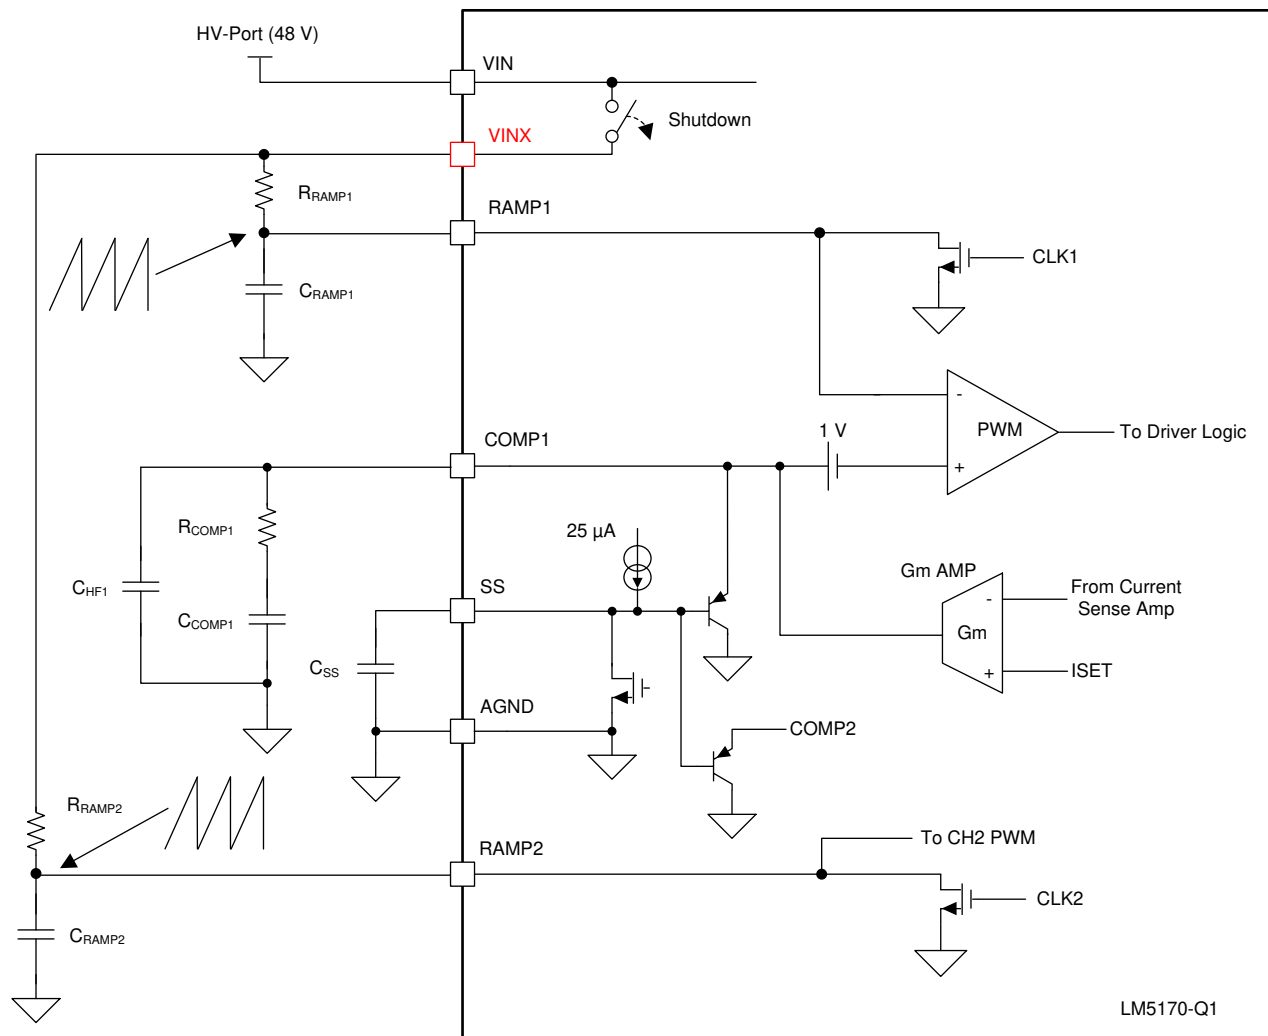 HV-Port (48 V)
VIN
Shutdown
VINX
RRAMP1
RAMP1
CLK1
CRAMP1
COMP1
1 V
-
PWM
+
To Driver Logic
RCOMP1
25 µA
Gm AMP
CHF1
SS
-
From Current
Sense Amp
CCOMP1
Gm
CSS
+
ISET
AGND
COMP2
RRAMP2
RAMP2
To CH2 PWM
CLK2
CRAMP2
LM5170-Q1